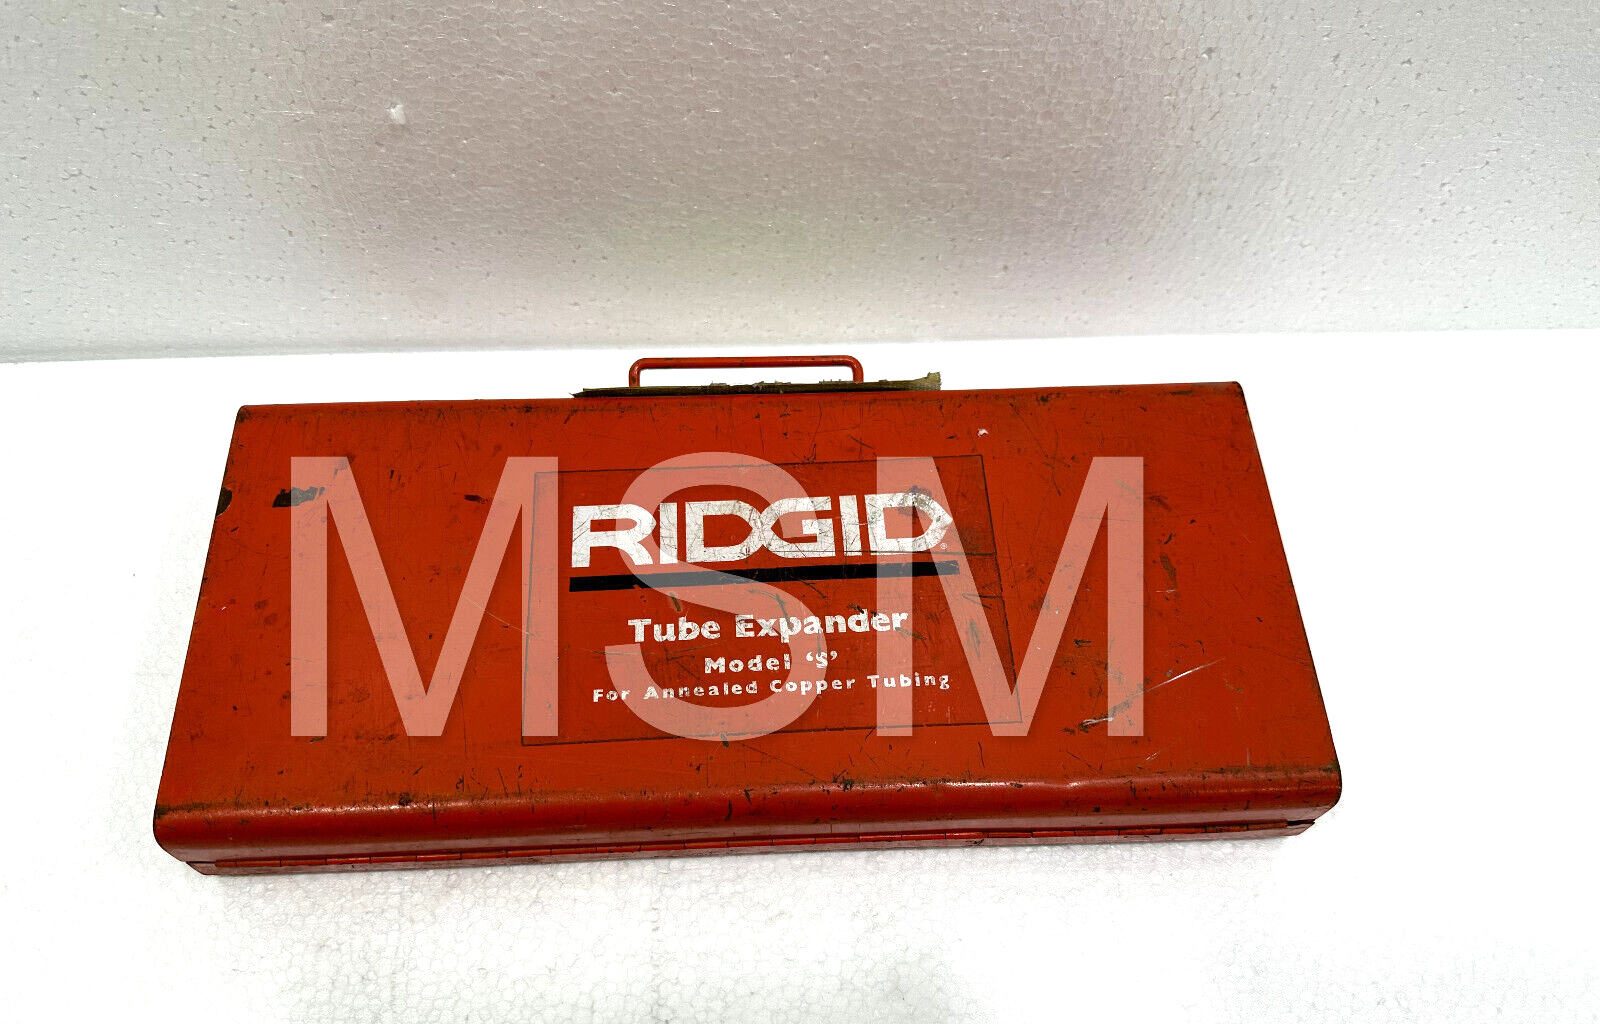 RIDGID®
Tube Expander
Model ‘S’
For Annealed Copper Tubing
MSM